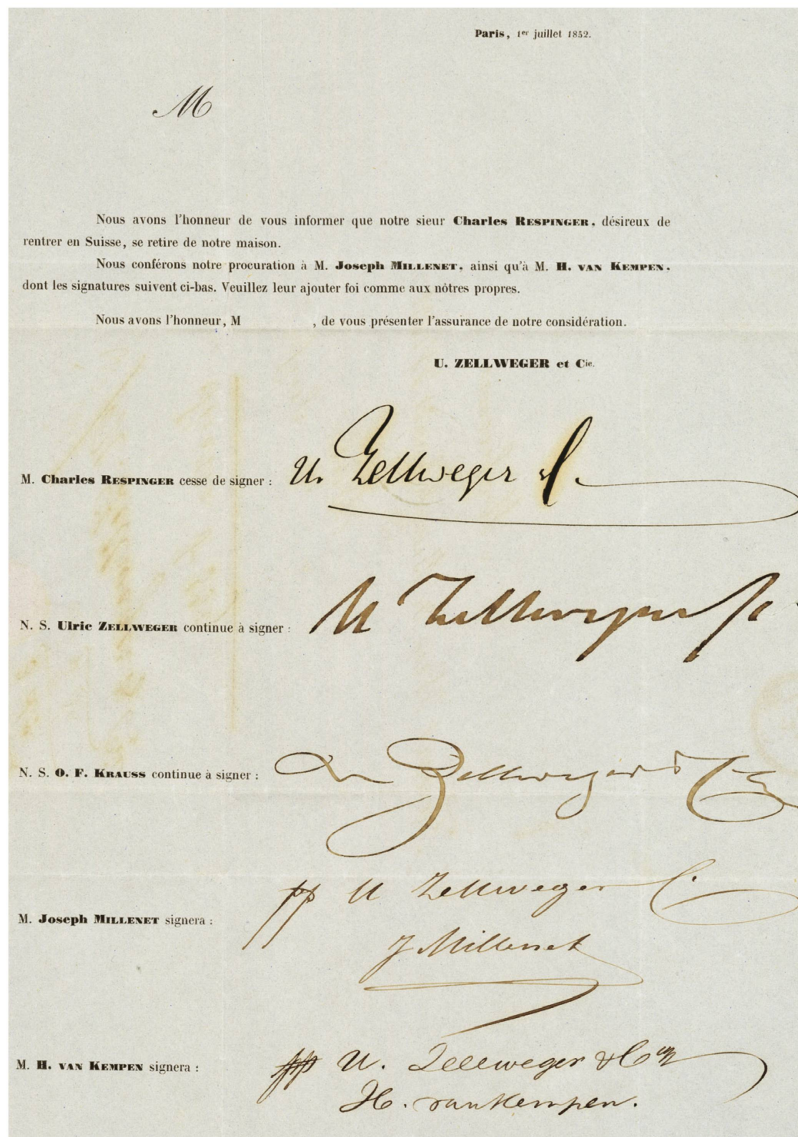 Paris, 1er juillet 1852.
M
Nous avons l'honneur de vous informer que notre sieur Charles RESPINGER, désireux de
rentrer en Suisse, se retire de notre maison.
Nous conférons notre procuration à M. Joseph MILLENET, ainsi qu'à M. H. VAN KEMPEN,
dont les signatures suivent ci-bas. Veuillez leur ajouter foi comme aux nôtres propres.
Nous avons l'honneur, M , de vous présenter l'assurance de notre considération.
U. ZELLWEGER et Cie.
M. Charles RESPINGER cesse de signer : U. Zellweger
N. S. Ulric ZELLWEGER continue à signer : U Zellweger
N. S. O. F. KRAUSS continue à signer : Zellweger
M. Joseph MILLENET signera : pp U Zellweger
J Millenet
M. H. VAN KEMPEN signera : pp U. Zellweger & Co
H. van Kempen.